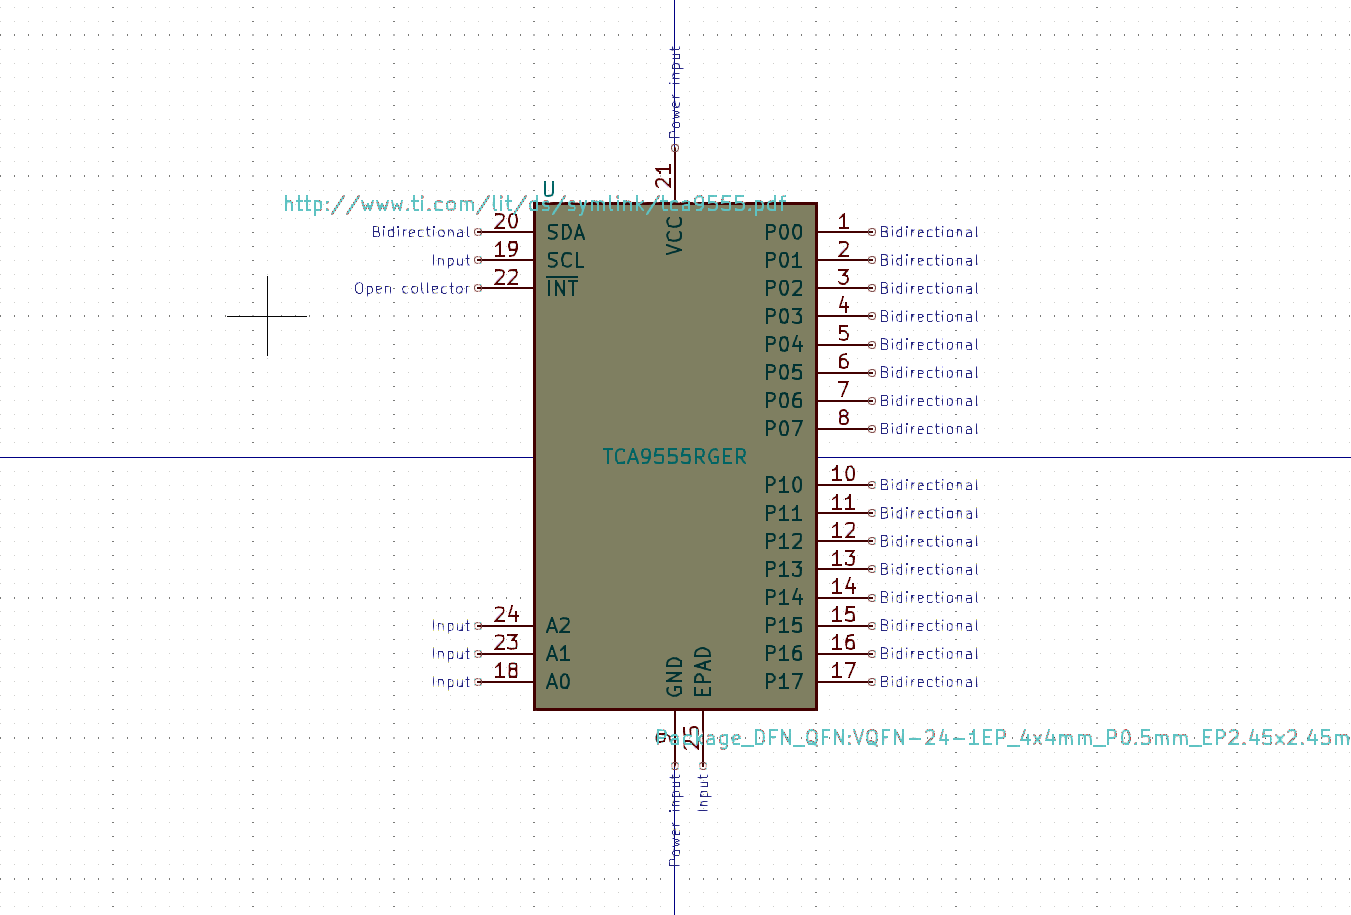 Power input
21
U
http://www.ti.com/lit/ds/symlink/tca9555.pdf
VCC
Bidirectional 20 SDA P00 1 Bidirectional
Input 19 SCL P01 2 Bidirectional
Open collector 22 INT P02 3 Bidirectional
P03 4 Bidirectional
P04 5 Bidirectional
P05 6 Bidirectional
P06 7 Bidirectional
P07 8 Bidirectional
TCA9555RGER
P10 10 Bidirectional
P11 11 Bidirectional
P12 12 Bidirectional
P13 13 Bidirectional
P14 14 Bidirectional
Input 24 A2 P15 15 Bidirectional
Input 23 A1 P16 16 Bidirectional
Input 18 A0 P17 17 Bidirectional
GND EPAD
9 25
Package_DFN_QFN:VQFN-24-1EP_4x4mm_P0.5mm_EP2.45x2.45m
Power input Input